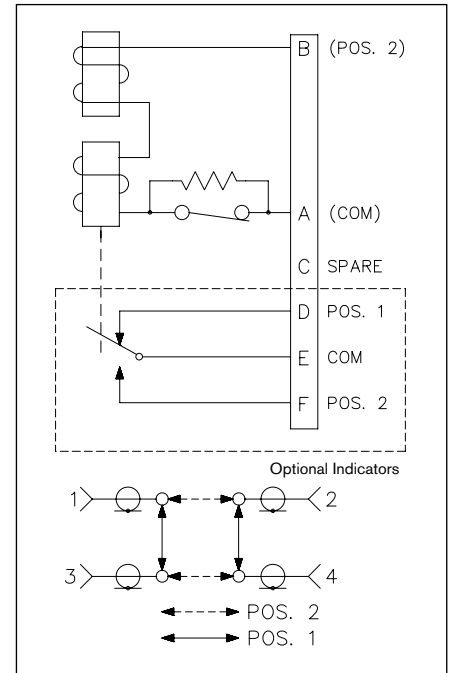 B (POS. 2)
A (COM)
C SPARE
D POS. 1
E COM
F POS. 2
Optional Indicators
1 2
3 4
POS. 2
POS. 1